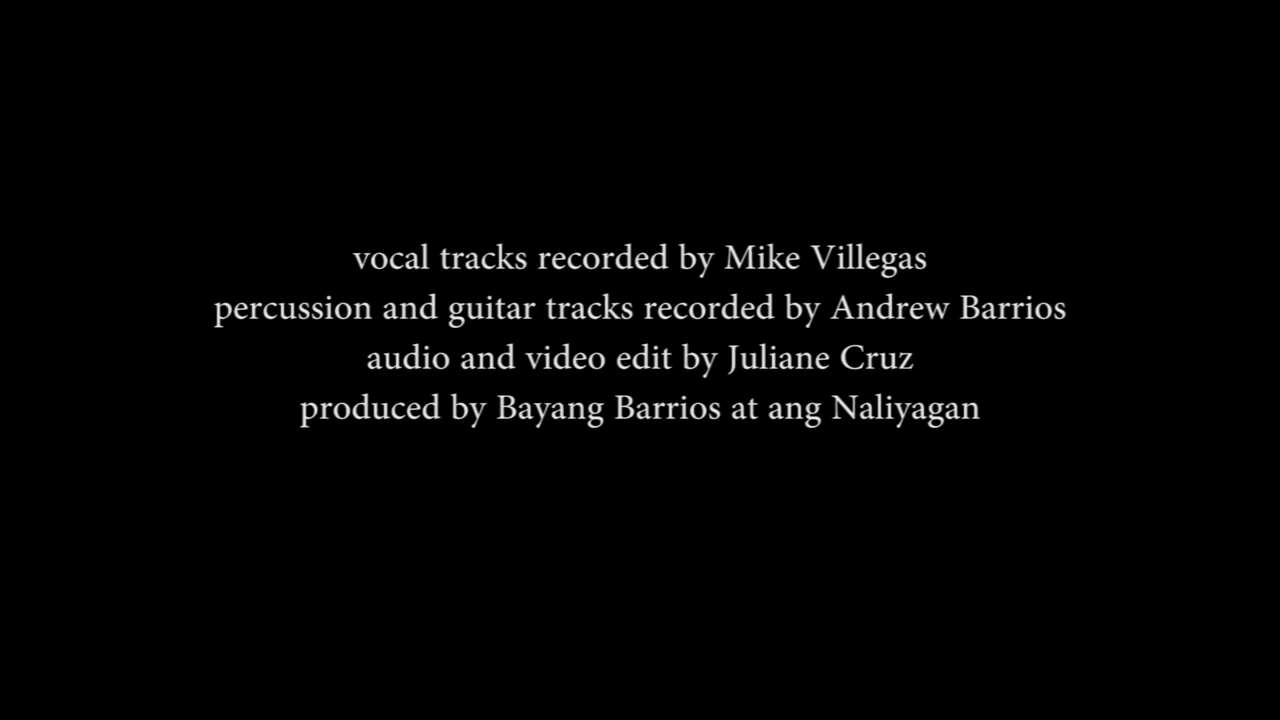 vocal tracks recorded by Mike Villegas
percussion and guitar tracks recorded by Andrew Barrios
audio and video edit by Juliane Cruz
produced by Bayang Barrios at ang Naliyagan